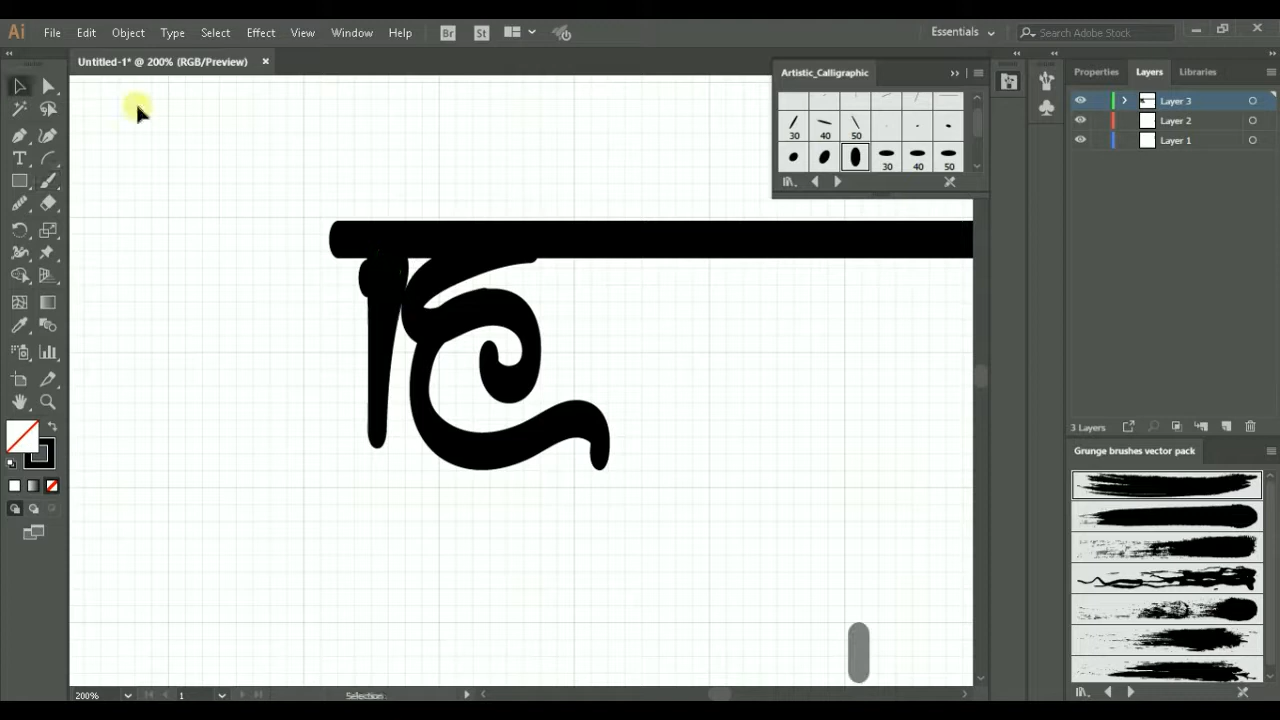 Ai File Edit Object Type Select Effect View Window Help Br St Essentials Search Adobe Stock
Untitled-1* @ 200% (RGB/Preview) ×
Artistic_Calligraphic
Properties Layers Libraries
Layer 3
Layer 2
Layer 1
30 40 50
30 40 50
3 Layers
Grunge brushes vector pack
200% 1 Selection